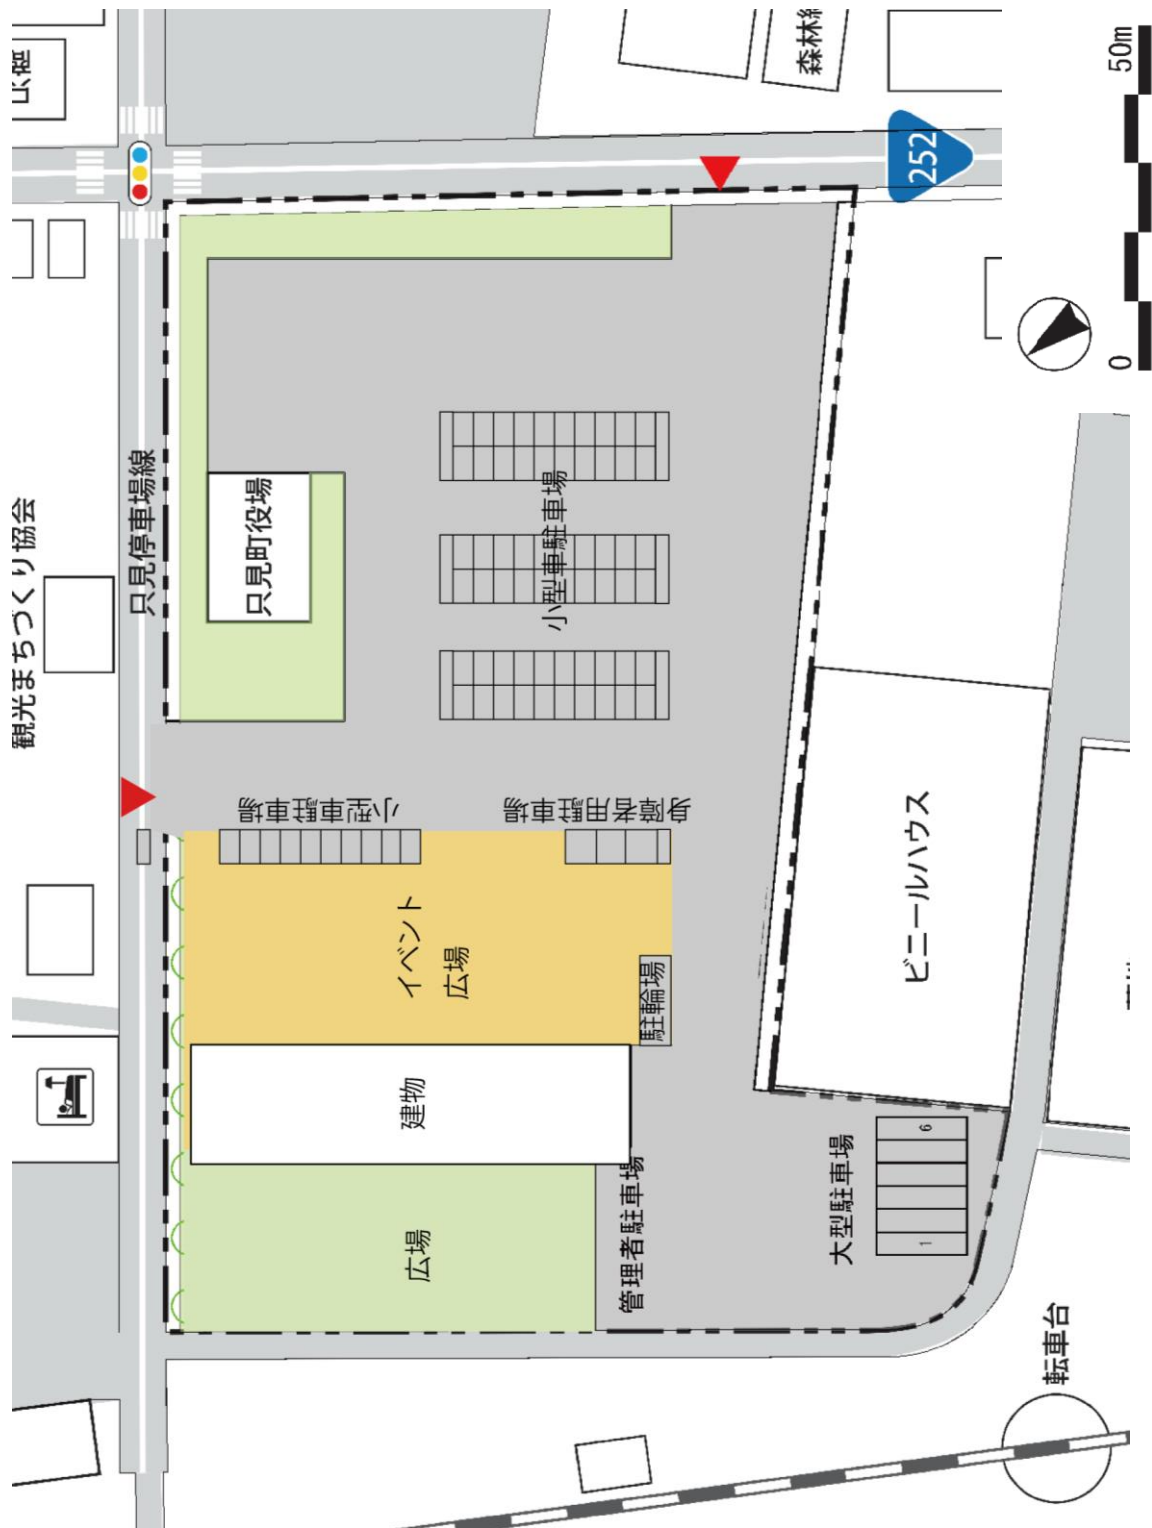 森林
252
50m
0
観光まちづくり協会
只見停車場線
只見町役場
小型車駐車場
小型車駐車場
身障者用駐車場
イベント
広場
駐輪場
ビニールハウス
建物
広場
管理者駐車場
大型駐車場
6
1
転車台